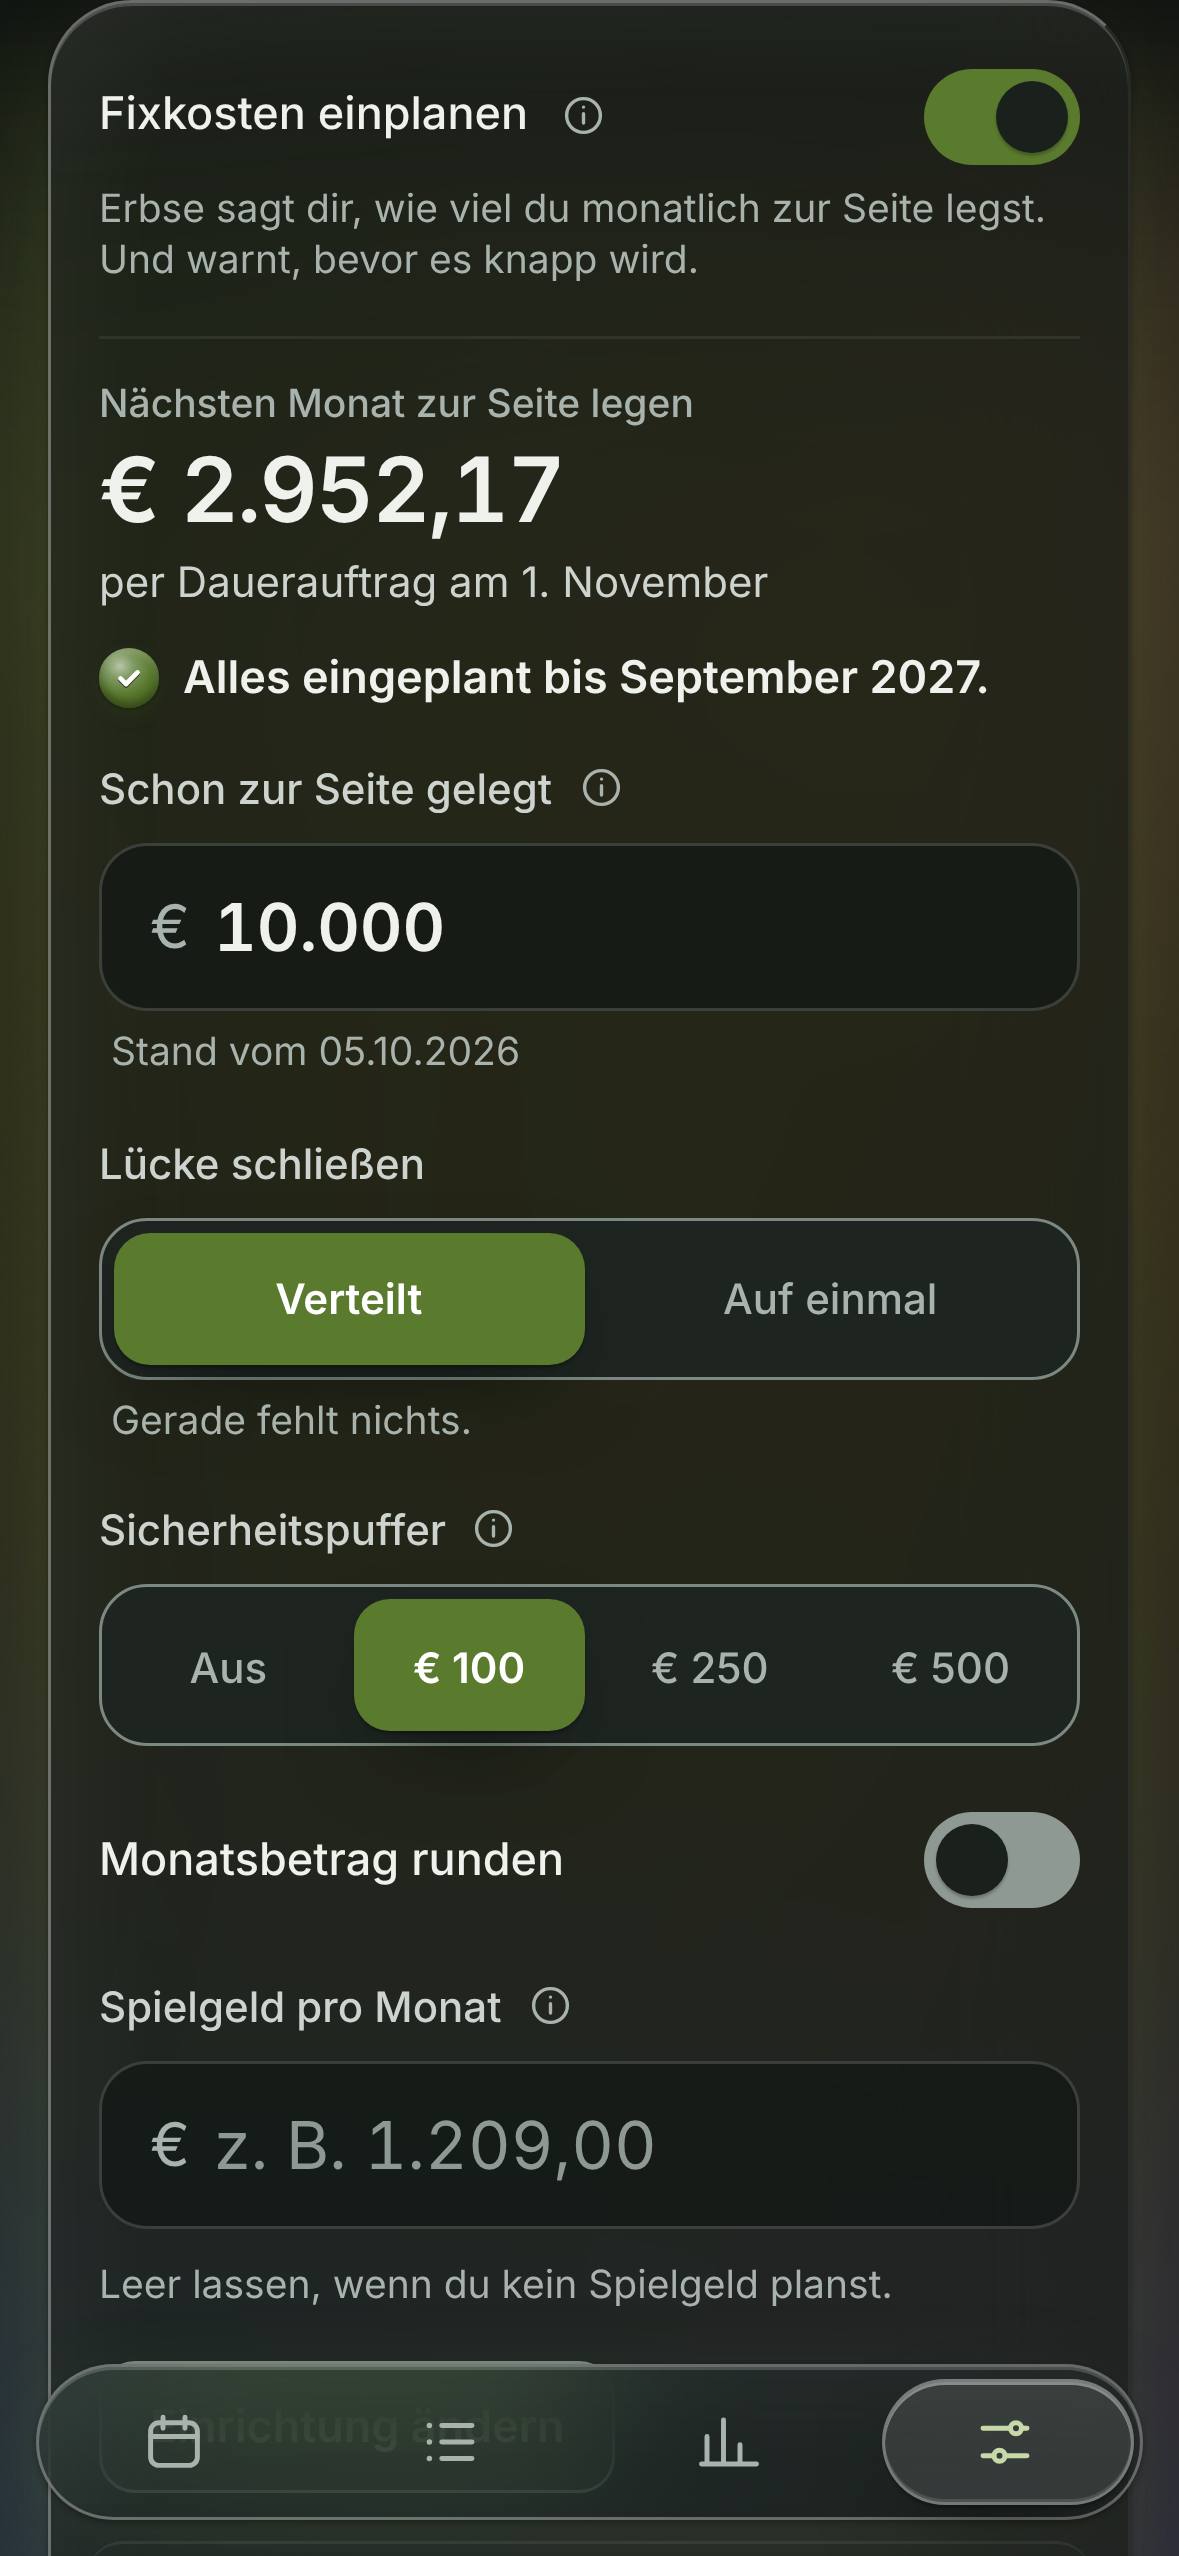 Fixkosten einplanen
Erbse sagt dir, wie viel du monatlich zur Seite legst.
Und warnt, bevor es knapp wird.
Nächsten Monat zur Seite legen
€ 2.952,17
per Dauerauftrag am 1. November
Alles eingeplant bis September 2027.
Schon zur Seite gelegt
€ 10.000
Stand vom 05.10.2026
Lücke schließen
Verteilt Auf einmal
Gerade fehlt nichts.
Sicherheitspuffer
Aus € 100 € 250 € 500
Monatsbetrag runden
Spielgeld pro Monat
€ z. B. 1.209,00
Leer lassen, wenn du kein Spielgeld planst.
ändern